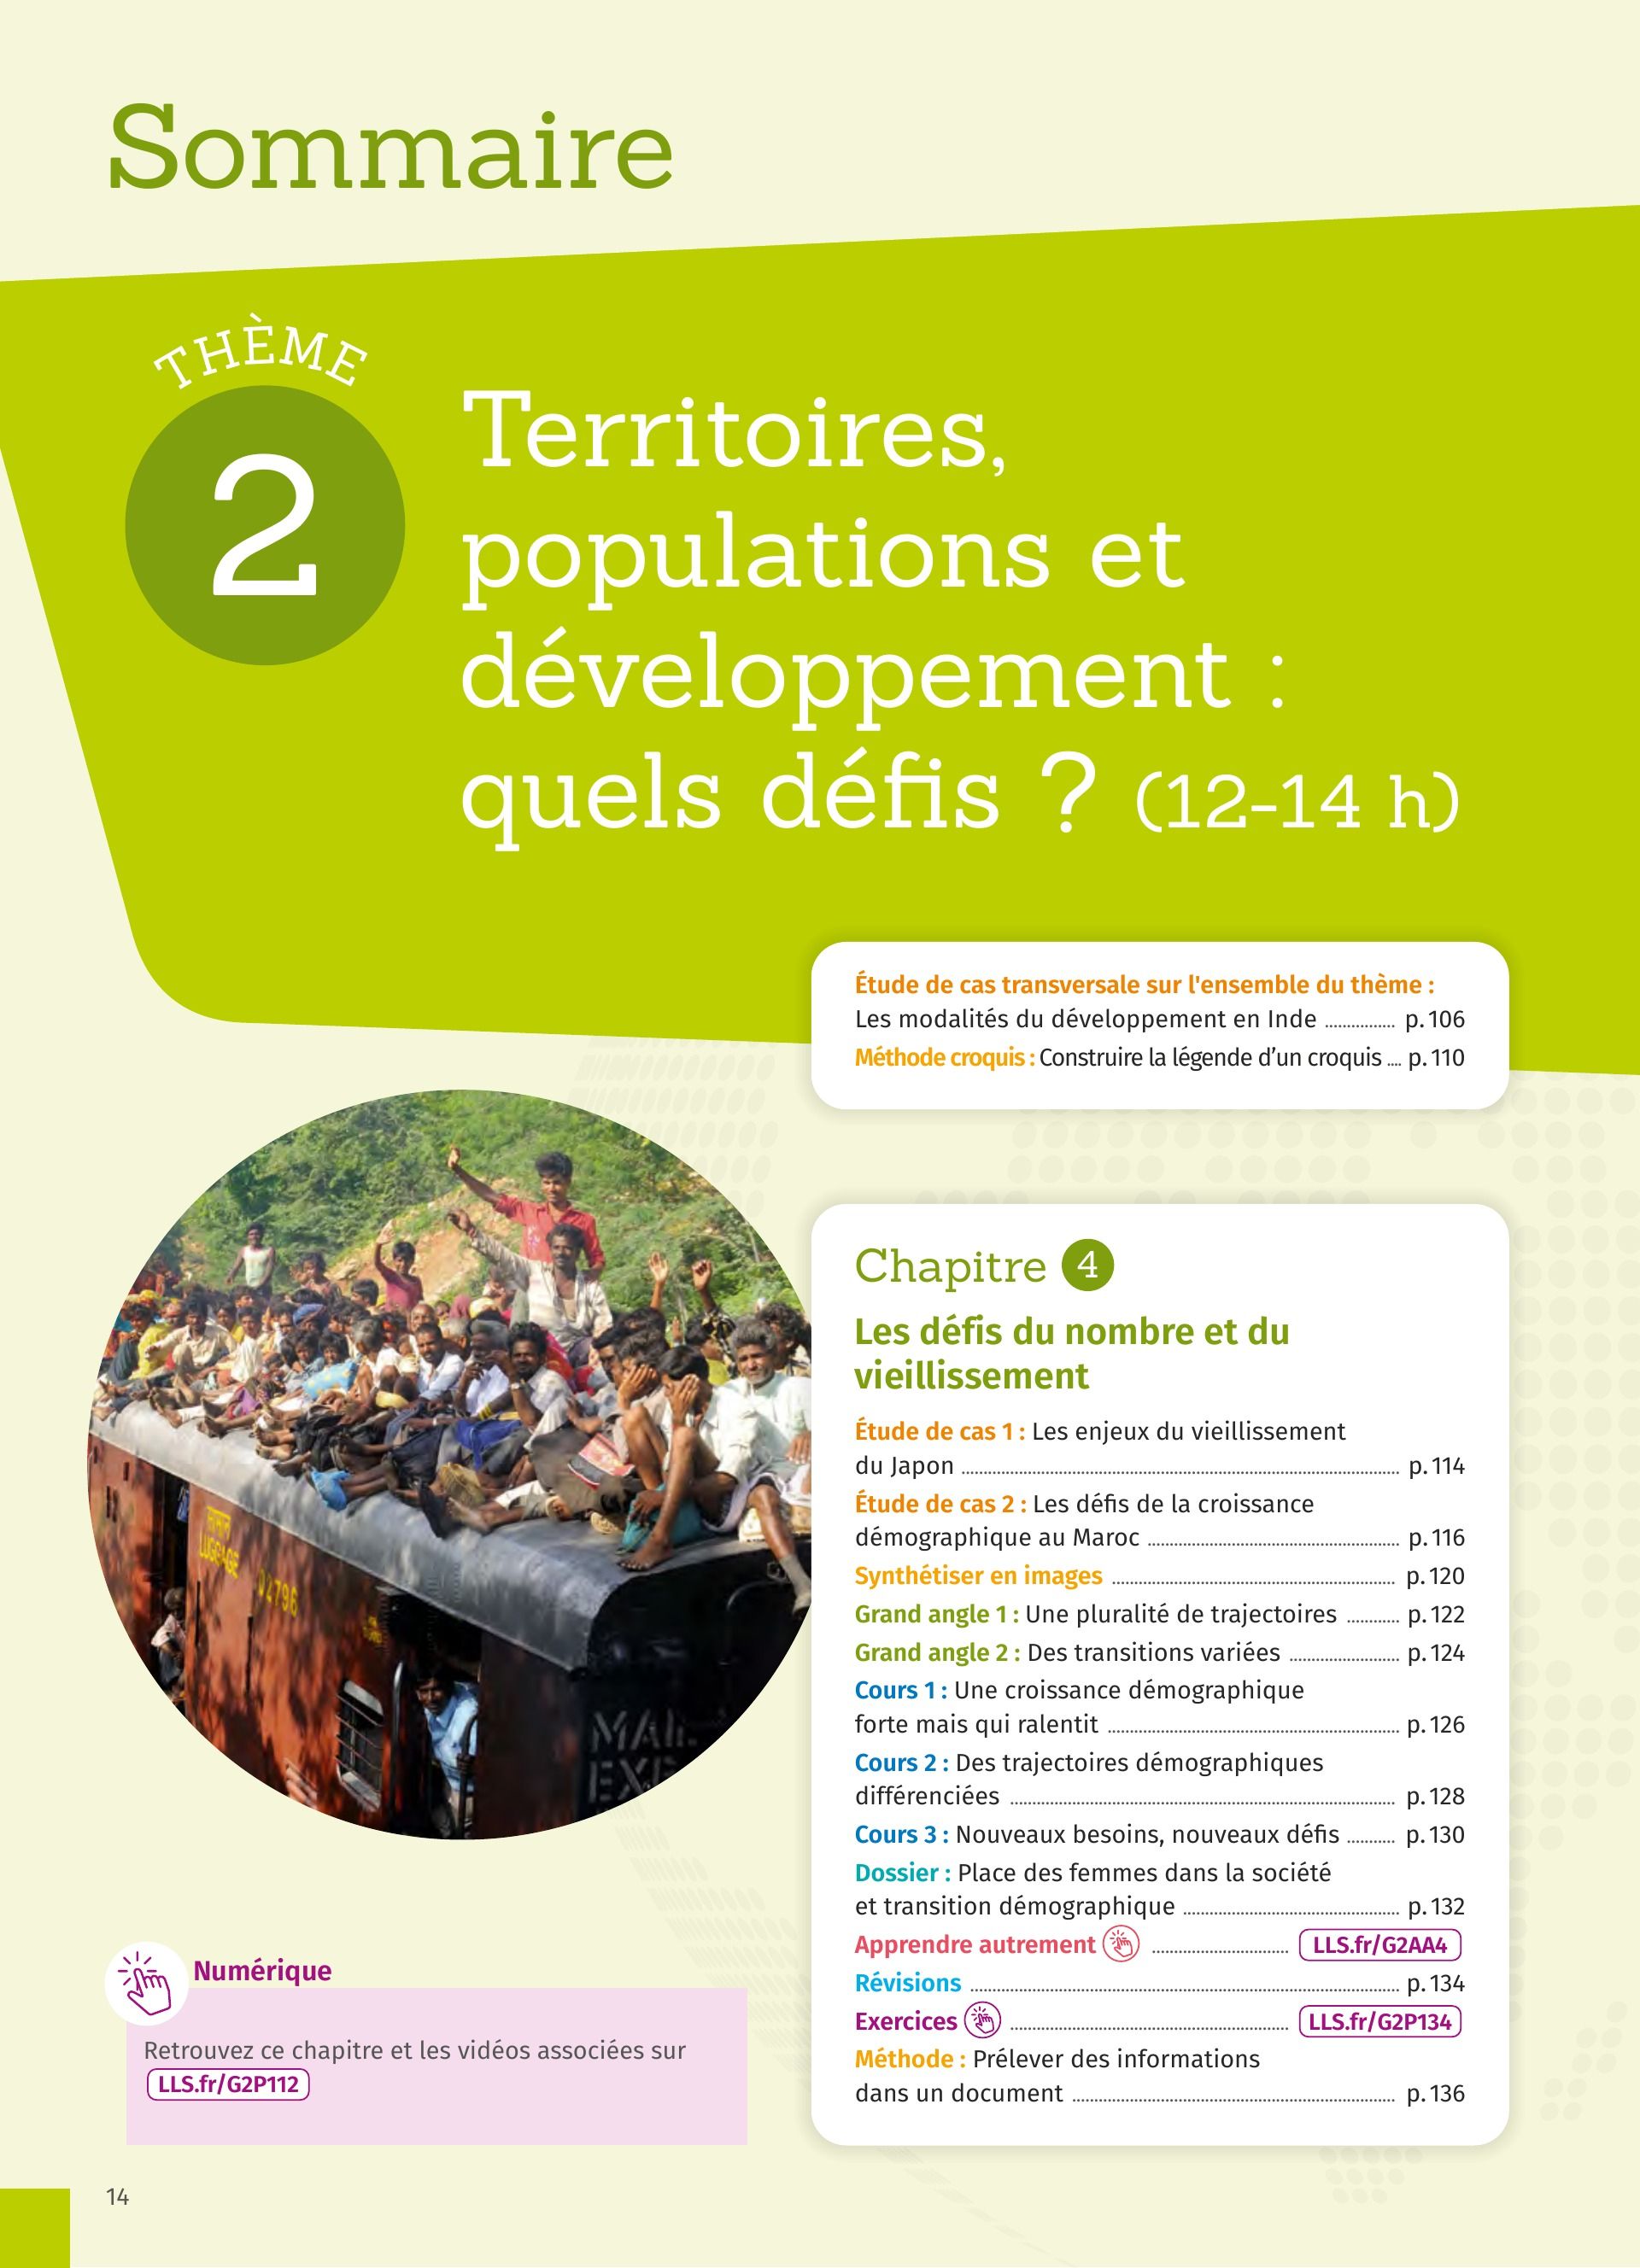 Sommaire
THÈME
2
Territoires,
populations et
développement :
quels défis ? (12-14 h)
Étude de cas transversale sur l'ensemble du thème :
Les modalités du développement en Inde .............. p. 106
Méthode croquis : Construire la légende d’un croquis .... p. 110
Chapitre 4
Les défis du nombre et du
vieillissement
Étude de cas 1 : Les enjeux du vieillissement
du Japon .............. p. 114
Étude de cas 2 : Les défis de la croissance
démographique au Maroc .............. p. 116
Synthétiser en images .............. p. 120
Grand angle 1 : Une pluralité de trajectoires .............. p. 122
Grand angle 2 : Des transitions variées .............. p. 124
Cours 1 : Une croissance démographique
forte mais qui ralentit .............. p. 126
Cours 2 : Des trajectoires démographiques
différenciées .............. p. 128
Cours 3 : Nouveaux besoins, nouveaux défis .............. p. 130
Dossier : Place des femmes dans la société
et transition démographique .............. p. 132
Apprendre autrement .............. LLS.fr/G2AA4
Révisions .............. p. 134
Exercices .............. LLS.fr/G2P134
Méthode : Prélever des informations
dans un document .............. p. 136
सामान
LUGGAGE
02796
MAIL
Numérique
Retrouvez ce chapitre et les vidéos associées sur
LLS.fr/G2P112
14